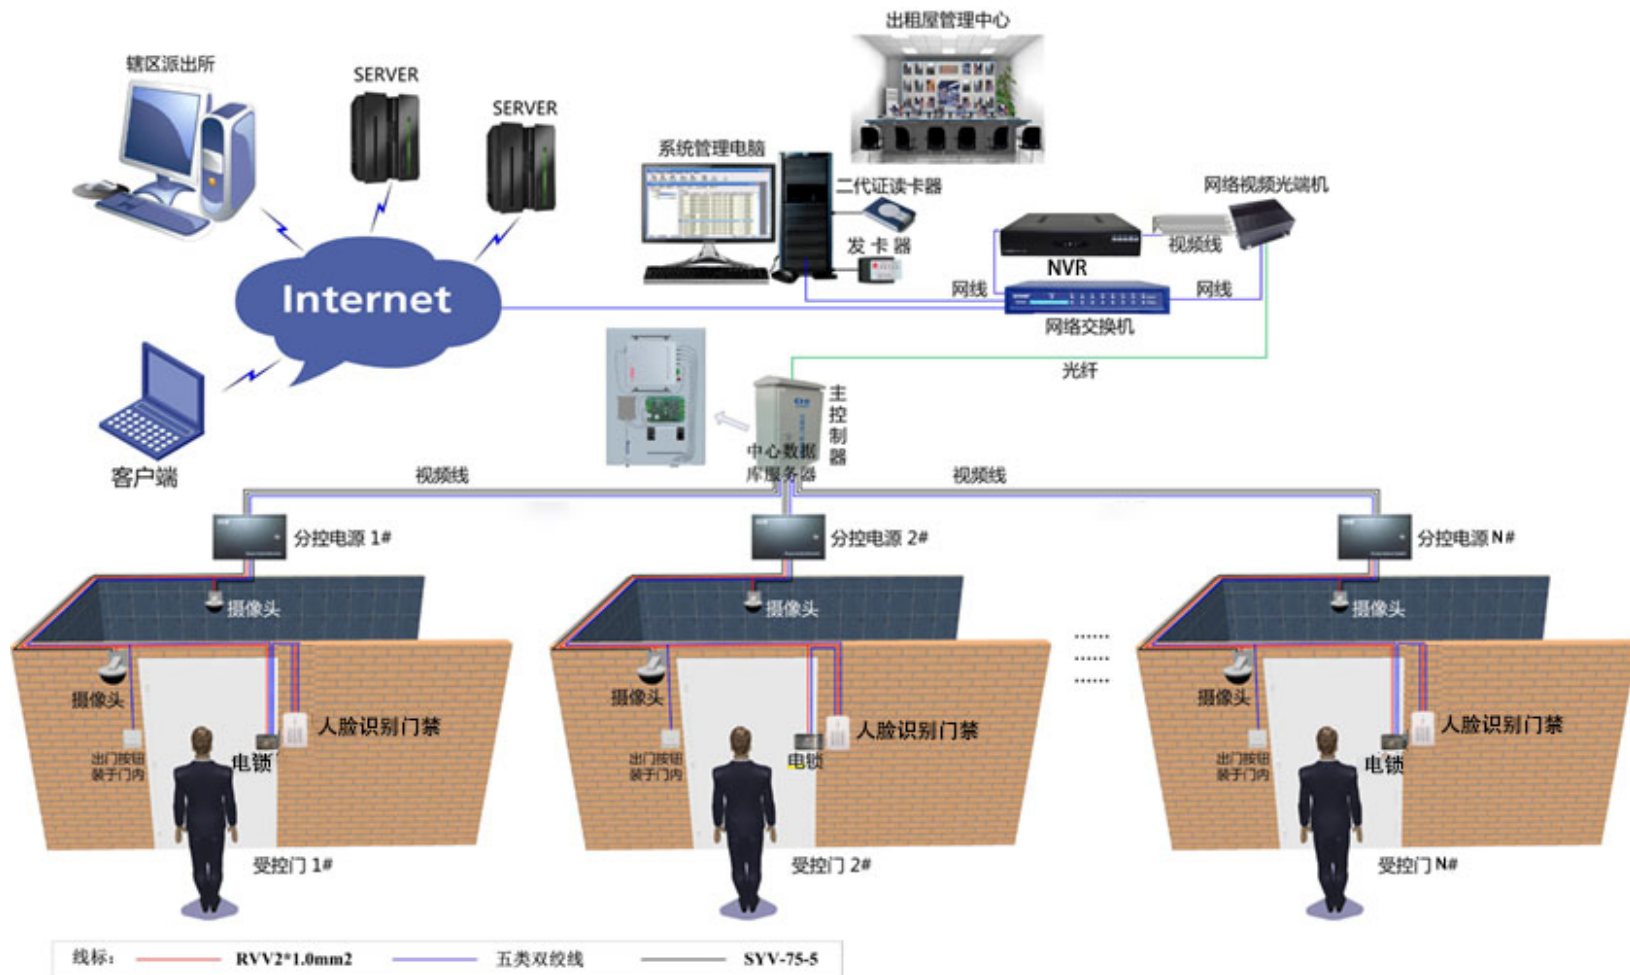 出租屋管理中心
辖区派出所
SERVER
SERVER
系统管理电脑
二代证读卡器
网络视频光端机
发卡器
视频线
NVR
网线
网线
Internet
网络交换机
光纤
主控制器
中心数据
库服务器
客户端
视频线
视频线
分控电源 1#
分控电源 2#
分控电源 N#
摄像头
摄像头
摄像头
......
......
......
摄像头
摄像头
摄像头
人脸识别门禁
人脸识别门禁
人脸识别门禁
出门按钮
装于门内
电锁
出门按钮
装于门内
电锁
出门按钮
装于门内
电锁
受控门 1#
受控门 2#
受控门 N#
线标：
RVV2*1.0mm2
五类双绞线
SYV-75-5